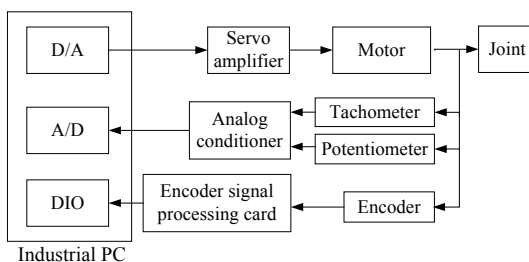 D/A
Servo
amplifier
Motor
Joint
A/D
Analog
conditioner
Tachometer
Potentiometer
DIO
Encoder signal
processing card
Encoder
Industrial PC